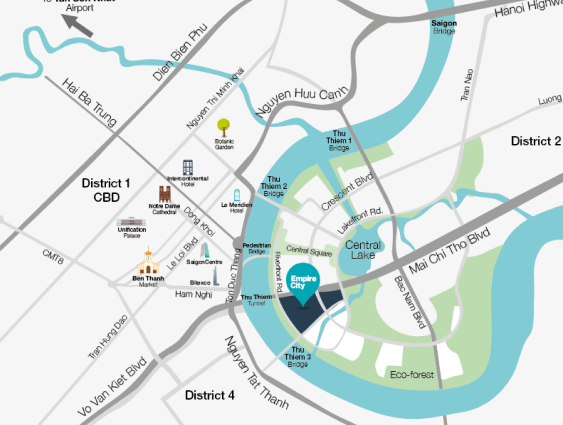 Airport
Saigon
Bridge
Hanoi Highway
Dien Bien Phu
Tran Nao
Hai Ba Trung
Nguyen Thi Minh Khai
Nguyen Huu Canh
Luong
Botanic
Garden
Thu
Thiem 1
Bridge
District 2
Intercontinental
Hotel
District 1
CBD
Thu
Thiem 2
Bridge
Crescent Blvd
Notre Dame
Cathedral
Le Meridien
Hotel
Dong Khoi
Lakefront Rd.
Unification
Palace
Pedestrian
Bridge
Central Square
Central
Lake
Mai Chi Tho Blvd
CMT8
Le Loi Blvd
SaigonCentre
Ton Duc Thang
Riverfront Rd.
Empire
City
Ben Thanh
Market
Bitexco
Ham Nghi
Thu Thiem
Tunnel
Bac Nam Blvd
Tran Hung Dao
Thu
Thiem 3
Bridge
Nguyen Tat Thanh
Vo Van Kiet Blvd
Eco-forest
District 4